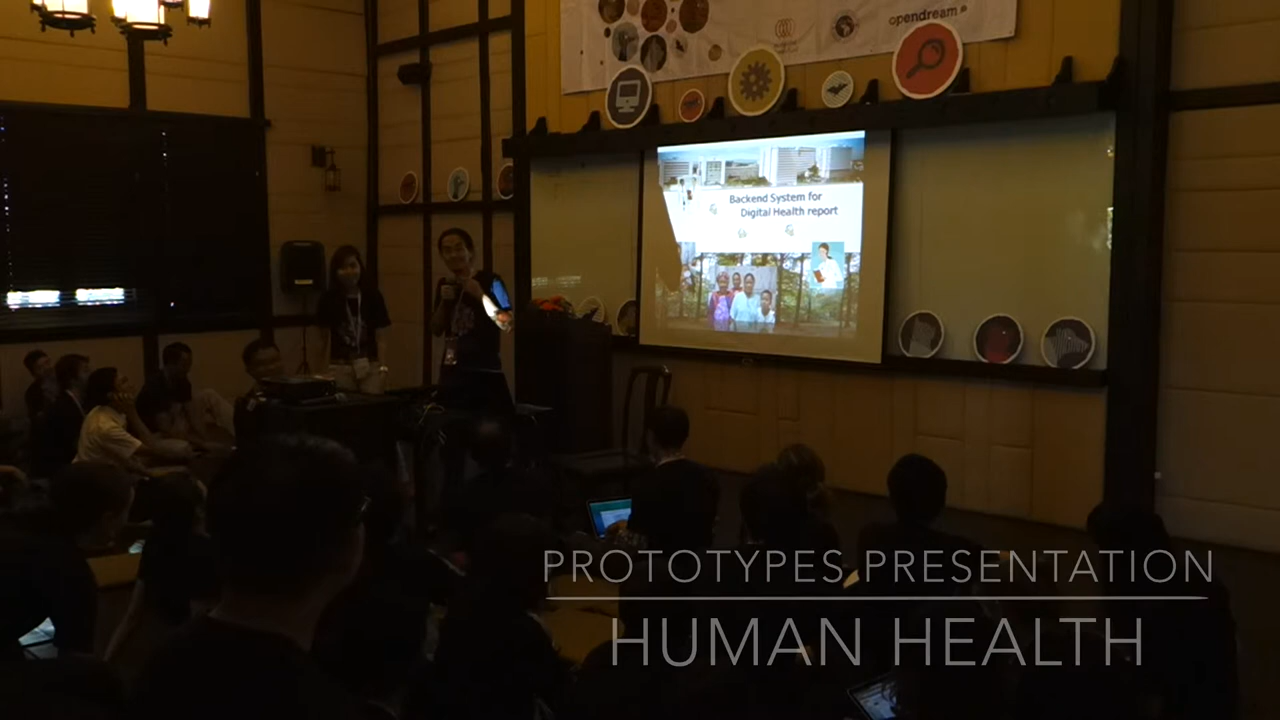 opendream
Backend System for
Digital Health report
PROTOTYPES PRESENTATION
HUMAN HEALTH